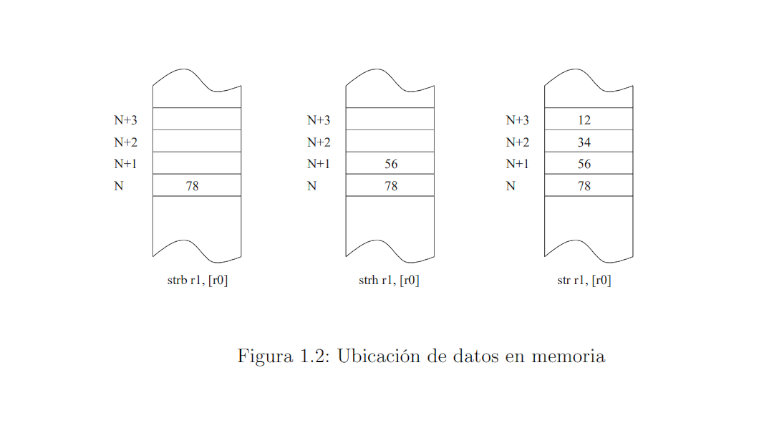 N+3 N+3 N+3 12
N+2 N+2 N+2 34
N+1 N+1 56 N+1 56
N 78 N 78 N 78
strb r1, [r0] strh r1, [r0] str r1, [r0]
Figura 1.2: Ubicación de datos en memoria